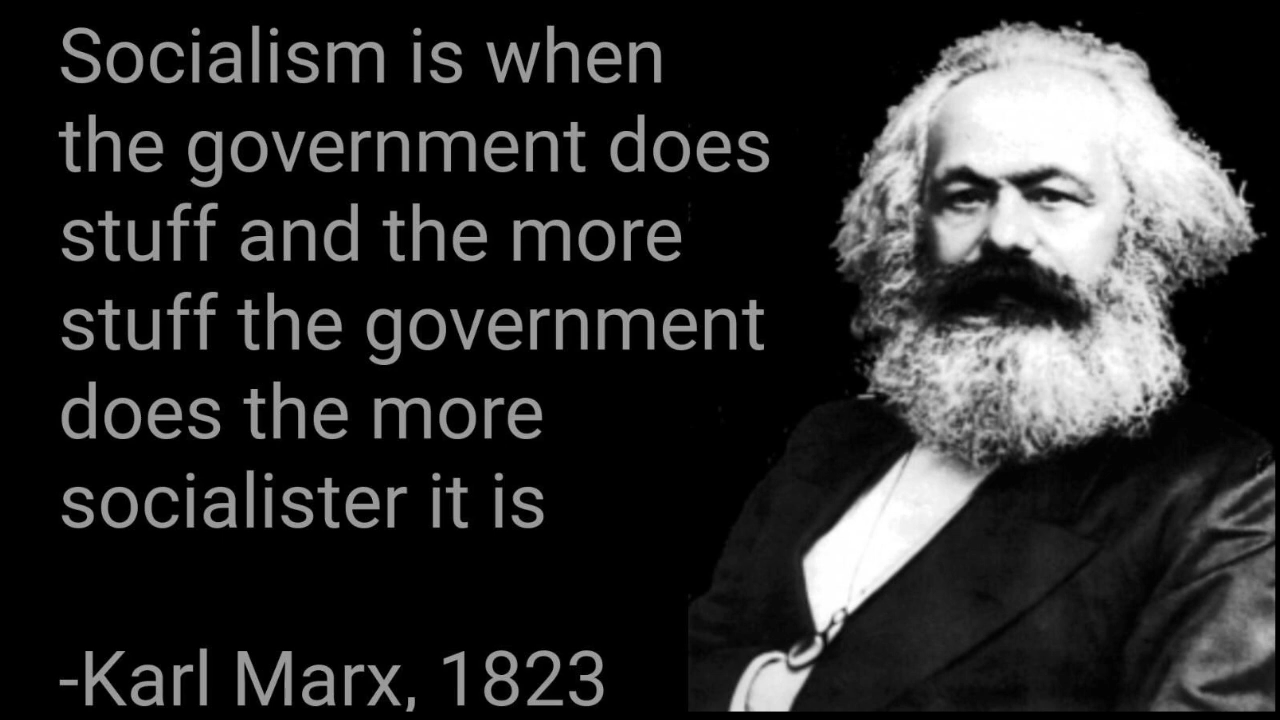 Socialism is when
the government does
stuff and the more
stuff the government
does the more
socialister it is
-Karl Marx, 1823